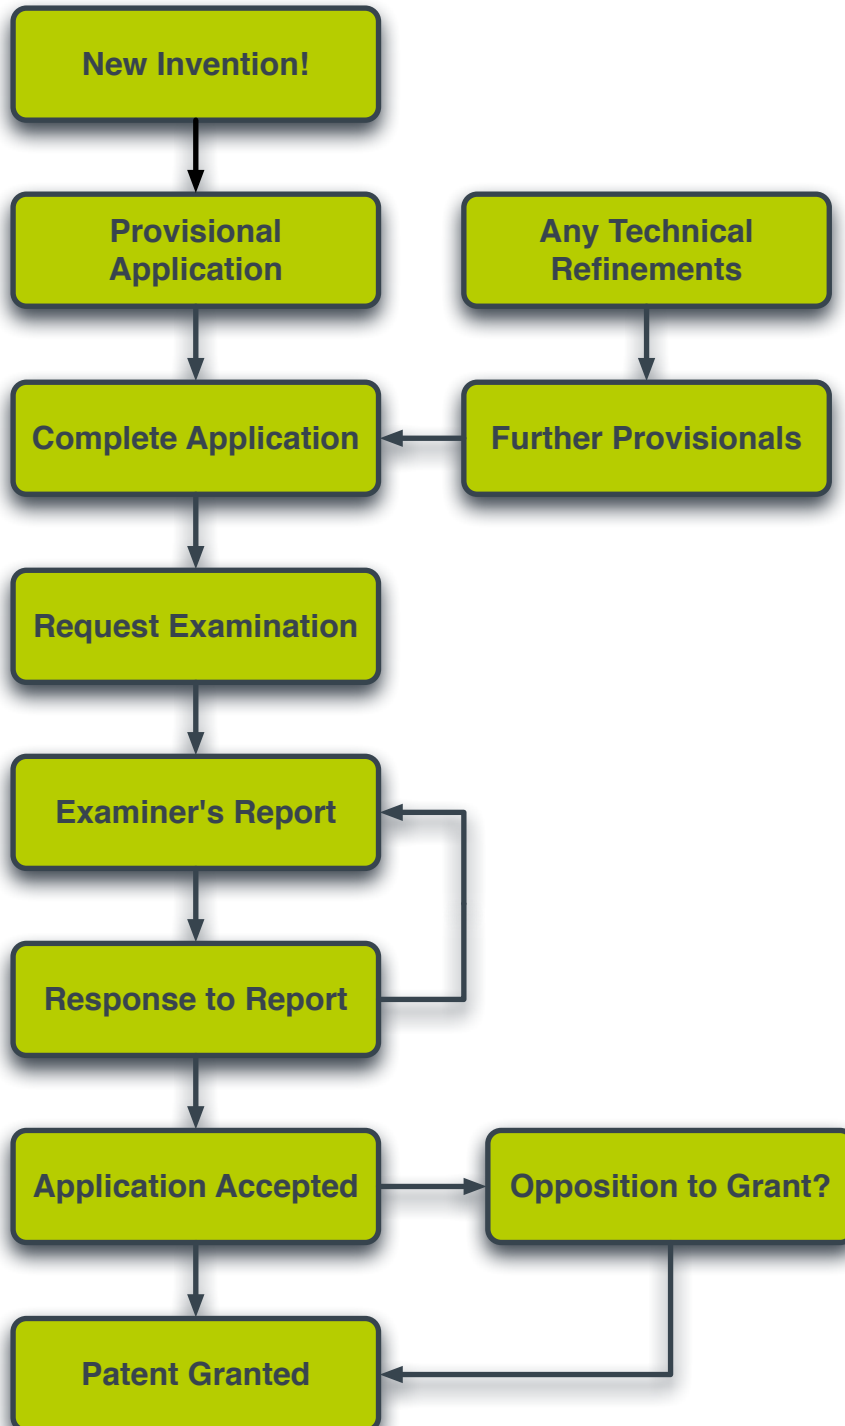 New Invention!
Provisional
Application
Any Technical
Refinements
Complete Application
Further Provisionals
Request Examination
Examiner's Report
Response to Report
Application Accepted
Opposition to Grant?
Patent Granted